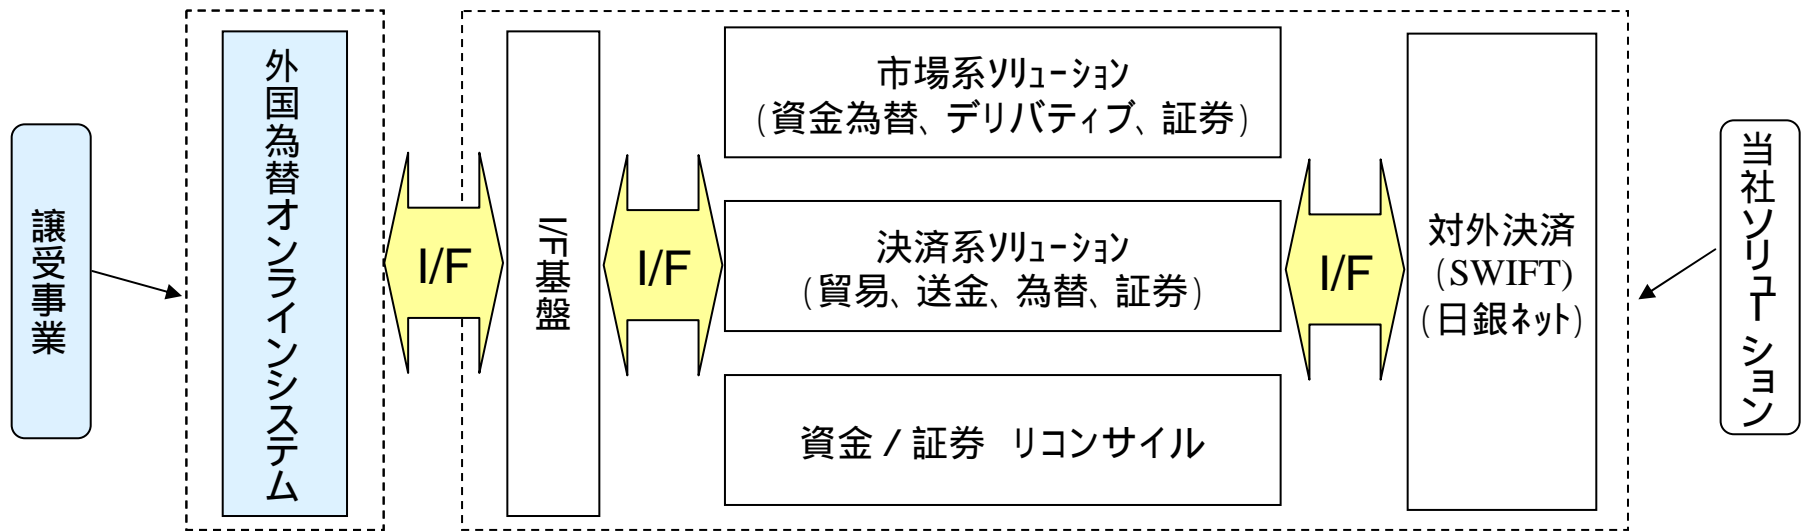 譲受事業
外国為替オンラインシステム
I/F
I/F基盤
I/F
市場系ｿﾘｭｰｼｮﾝ
(資金為替、デリバティブ、証券)
決済系ｿﾘｭｰｼｮﾝ
(貿易、送金、為替、証券)
資金／証券　リコンサイル
I/F
対外決済
(SWIFT)
(日銀ﾈｯﾄ)
当社ソリューション